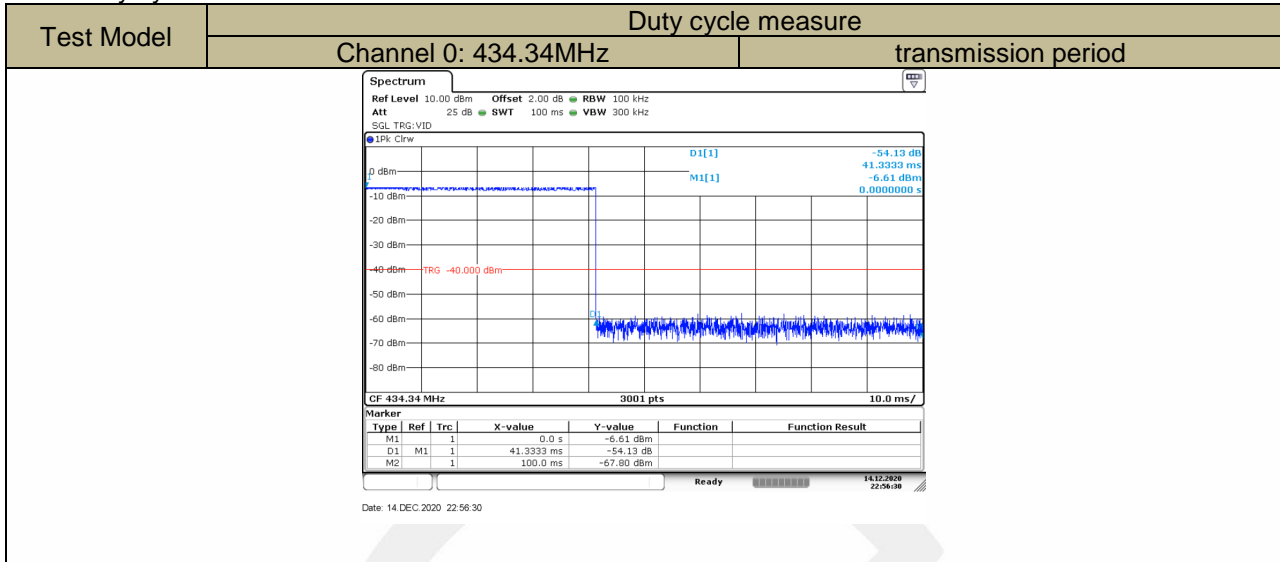 Test Model
Duty cycle measure
Channel 0: 434.34MHz
transmission period
Spectrum
Ref Level 10.00 dBm Offset 2.00 dB RBW 100 kHz
Att 25 dB SWT 100 ms VBW 300 kHz
SGL TRG:VID
1Pk Clrw
D1[1] -54.13 dB
41.3333 ms
M1[1] -6.61 dBm
0.0000000 s
0 dBm
-10 dBm
-20 dBm
-30 dBm
-40 dBm
TRG -40.000 dBm
-50 dBm
-60 dBm
D1
-70 dBm
-80 dBm
CF 434.34 MHz 3001 pts 10.0 ms/
Marker
Type Ref Trc X-value Y-value Function Function Result
M1 1 0.0 s -6.61 dBm
D1 M1 1 41.3333 ms -54.13 dB
M2 1 100.0 ms -67.80 dBm
Ready 14.12.2020
22:56:30
Date: 14.DEC.2020 22:56:30